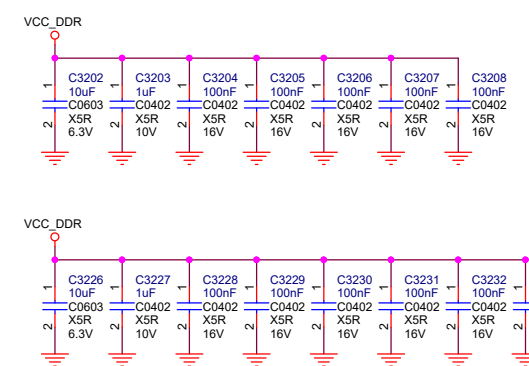 VCC_DDR
1 1 1 1 1 1 1
C3202 C3203 C3204 C3205 C3206 C3207 C3208
10uF 1uF 100nF 100nF 100nF 100nF 100nF
C0603 C0402 C0402 C0402 C0402 C0402 C0402
X5R X5R X5R X5R X5R X5R X5R
2 2 2 2 2 2 2
6.3V 10V 16V 16V 16V 16V 16V
VCC_DDR
1 1 1 1 1 1 1
C3226 C3227 C3228 C3229 C3230 C3231 C3232
10uF 1uF 100nF 100nF 100nF 100nF 100nF
C0603 C0402 C0402 C0402 C0402 C0402 C0402
X5R X5R X5R X5R X5R X5R X5R
2 2 2 2 2 2 2 2
6.3V 10V 16V 16V 16V 16V 16V